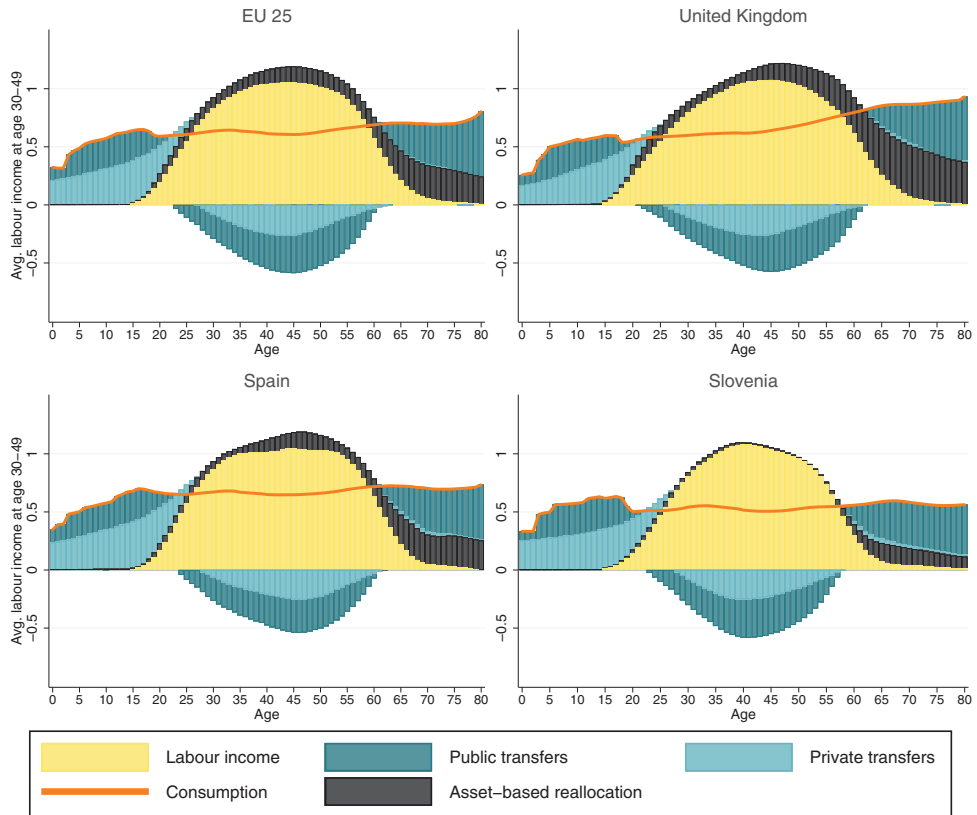 EU 25
United Kingdom
Avg. labour income at age 30–49
1
0.5
0
−0.5
0 5 10 15 20 25 30 35 40 45 50 55 60 65 70 75 80
Age
1
0.5
0
−0.5
0 5 10 15 20 25 30 35 40 45 50 55 60 65 70 75 80
Age
Spain
Slovenia
Avg. labour income at age 30–49
1
0.5
0
−0.5
0 5 10 15 20 25 30 35 40 45 50 55 60 65 70 75 80
Age
1
0.5
0
−0.5
0 5 10 15 20 25 30 35 40 45 50 55 60 65 70 75 80
Age
Labour income
Public transfers
Private transfers
Consumption
Asset−based reallocation